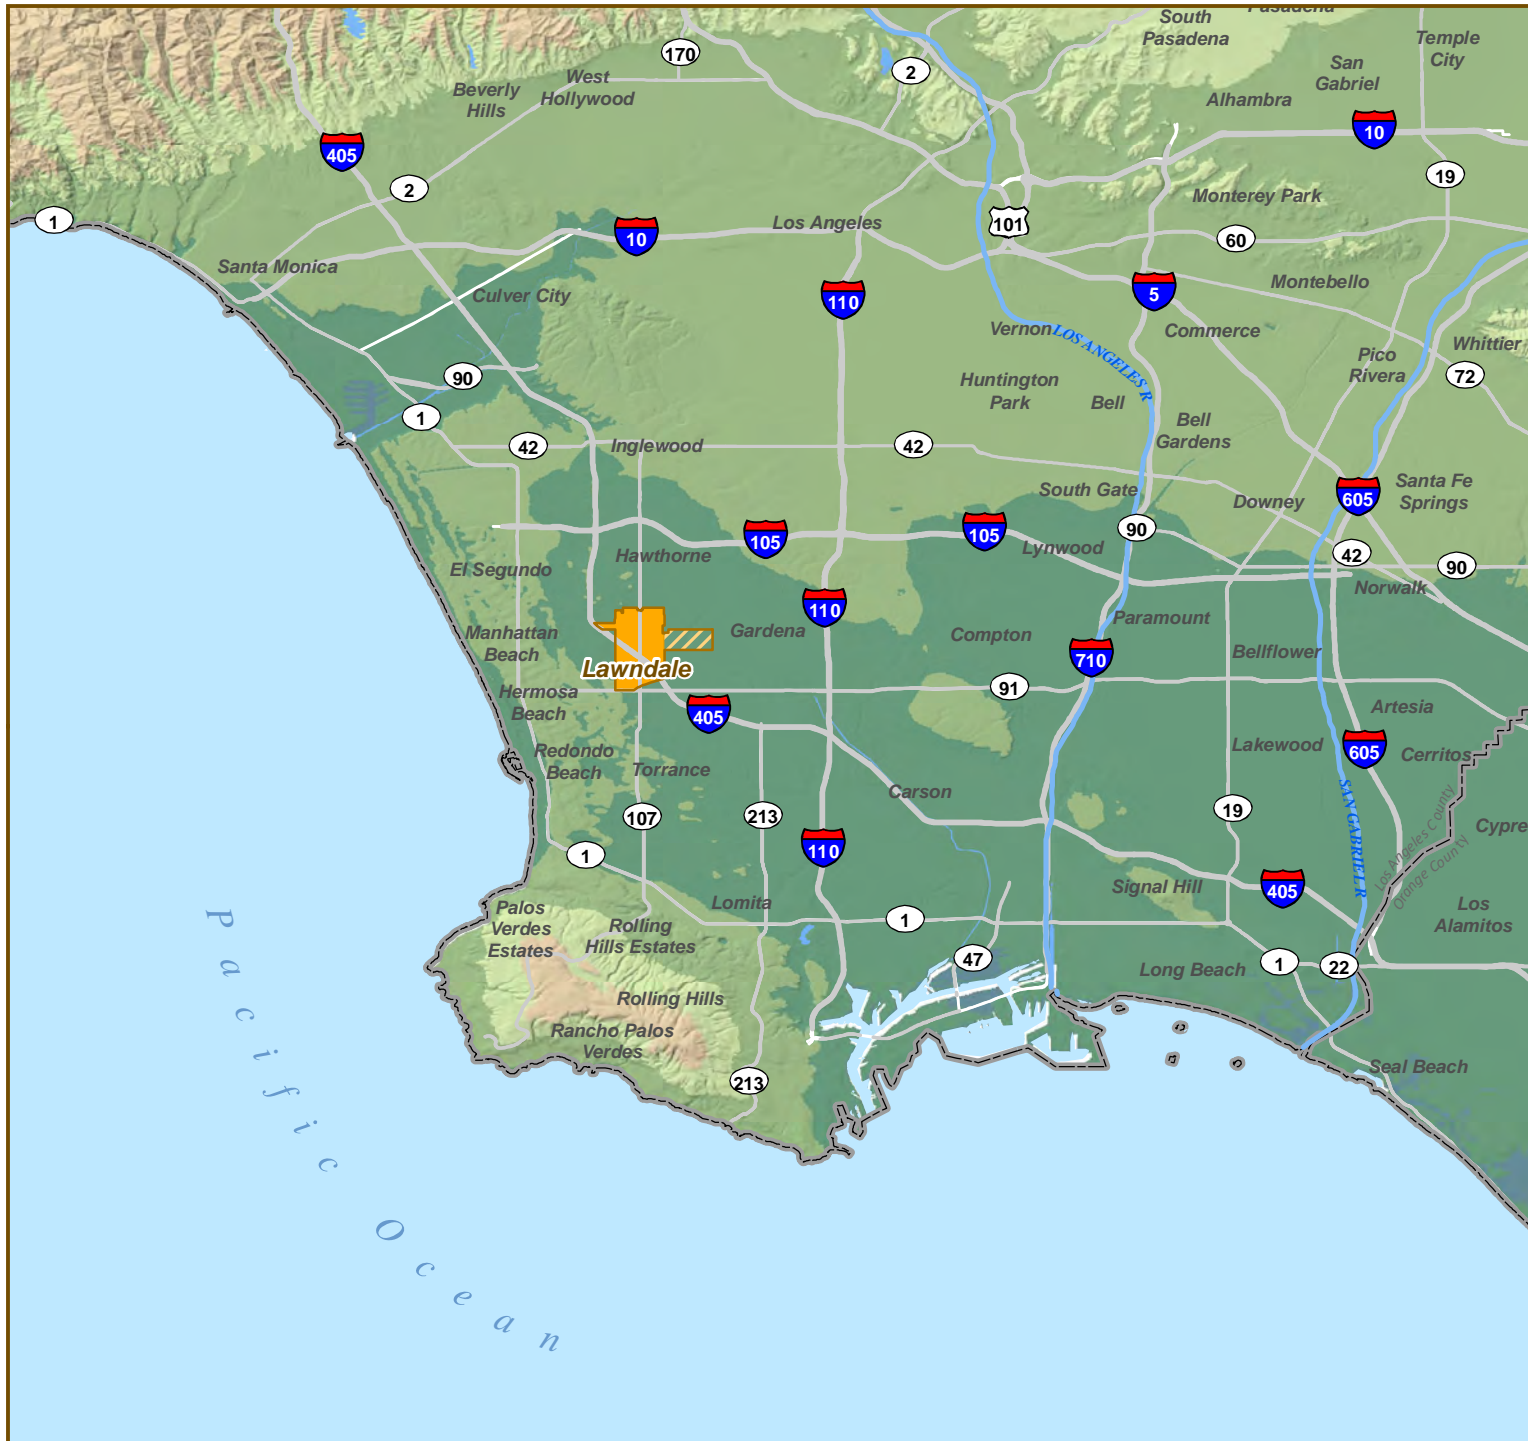 South
Pasadena
Pasadena
Temple
City
170
2
San
Gabriel
West
Hollywood
Beverly
Hills
Alhambra
10
405
19
2
Monterey Park
1
101
Los Angeles
10
60
Santa Monica
Montebello
Culver City
5
110
Vernon
LOS ANGELES R
Commerce
Whittier
Pico
Rivera
72
90
Huntington
Park
Bell
1
Bell
Gardens
42
Inglewood
42
South Gate
Downey
605
Santa Fe
Springs
105
105
90
Lynwood
Hawthorne
42
90
El Segundo
Norwalk
110
Paramount
Manhattan
Beach
Gardena
Compton
Bellflower
Lawndale
710
91
Hermosa
Beach
405
Artesia
Redondo
Beach
Torrance
Lakewood
605
Cerritos
Carson
107
213
19
SAN GABRIEL R
Los Angeles County
Orange County
Cypre
1
110
Signal Hill
405
Palos
Verdes
Estates
Lomita
1
Los
Alamitos
Rolling
Hills Estates
47
Long Beach
1
22
Rolling Hills
Rancho Palos
Verdes
213
Seal Beach
Pacific Ocean